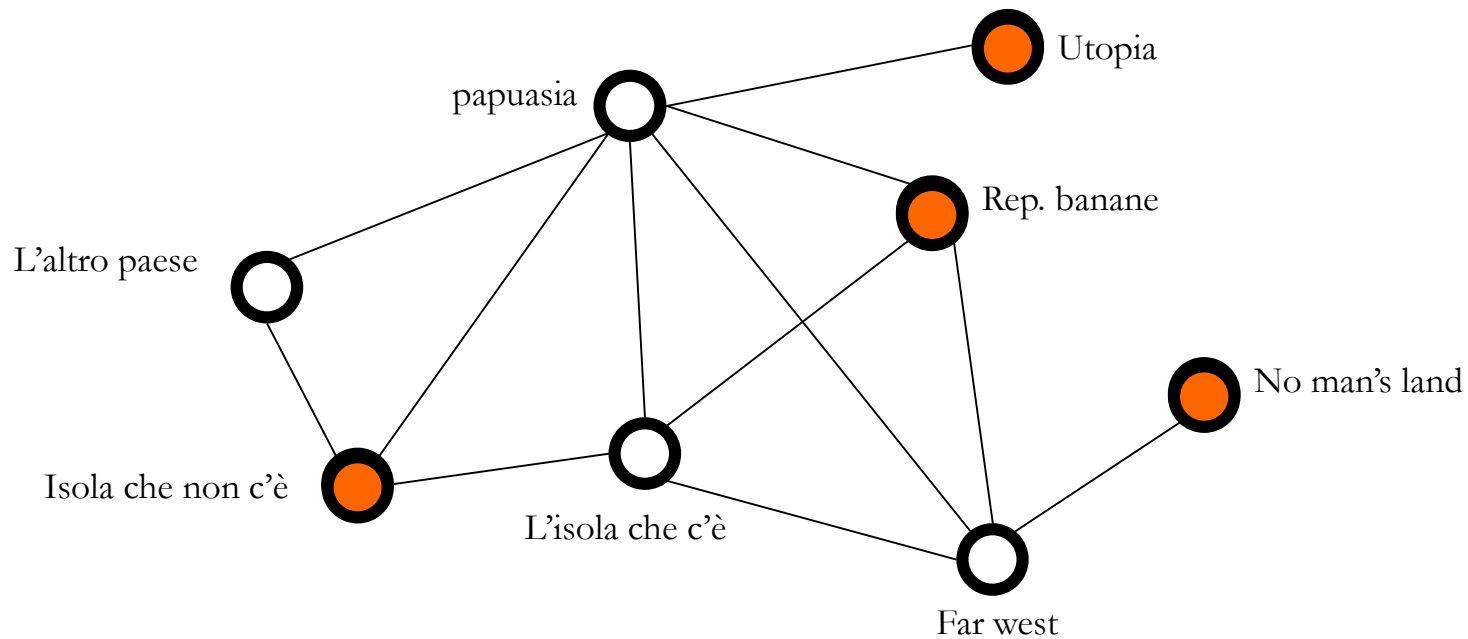 Utopia
papuasia
Rep. banane
L’altro paese
No man’s land
Isola che non c’è
L’isola che c’è
Far west